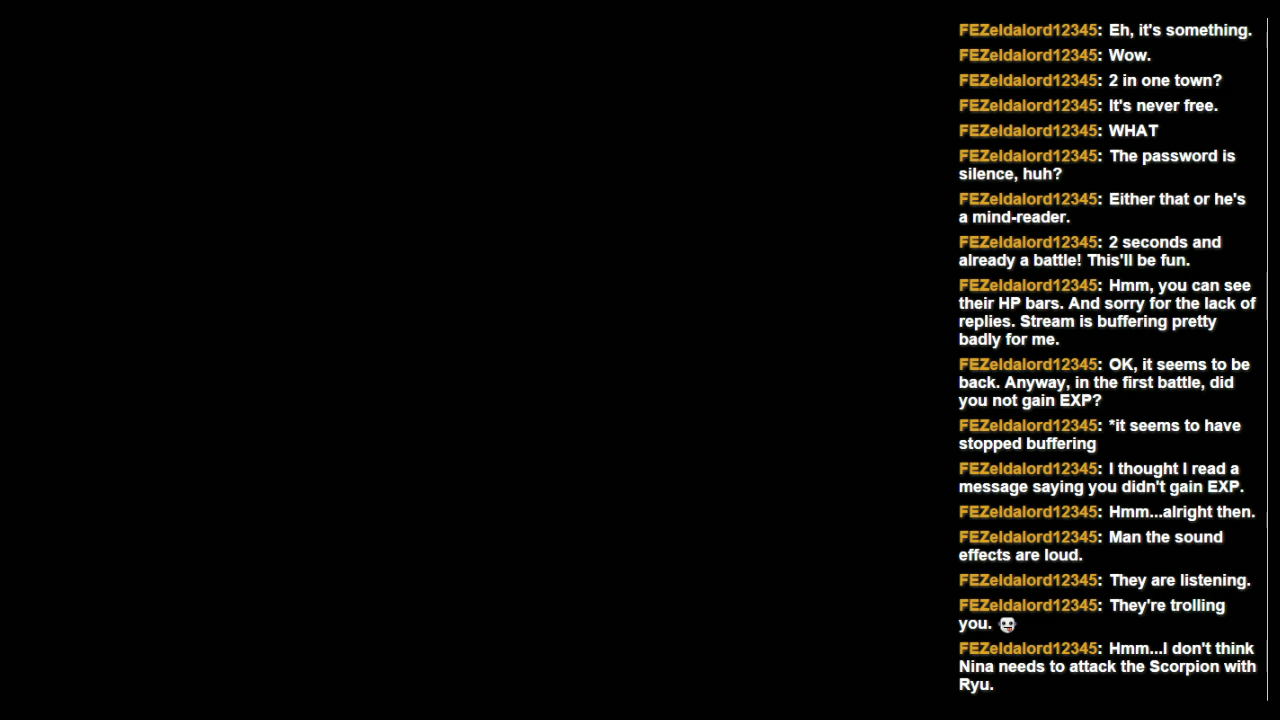 FEZeldalord12345: Eh, it's something.
FEZeldalord12345: Wow.
FEZeldalord12345: 2 in one town?
FEZeldalord12345: It's never free.
FEZeldalord12345: WHAT
FEZeldalord12345: The password is
silence, huh?
FEZeldalord12345: Either that or he's
a mind-reader.
FEZeldalord12345: 2 seconds and
already a battle! This'll be fun.
FEZeldalord12345: Hmm, you can see
their HP bars. And sorry for the lack of
replies. Stream is buffering pretty
badly for me.
FEZeldalord12345: OK, it seems to be
back. Anyway, in the first battle, did
you not gain EXP?
FEZeldalord12345: *it seems to have
stopped buffering
FEZeldalord12345: I thought I read a
message saying you didn't gain EXP.
FEZeldalord12345: Hmm...alright then.
FEZeldalord12345: Man the sound
effects are loud.
FEZeldalord12345: They are listening.
FEZeldalord12345: They're trolling
you.
FEZeldalord12345: Hmm...I don't think
Nina needs to attack the Scorpion with
Ryu.